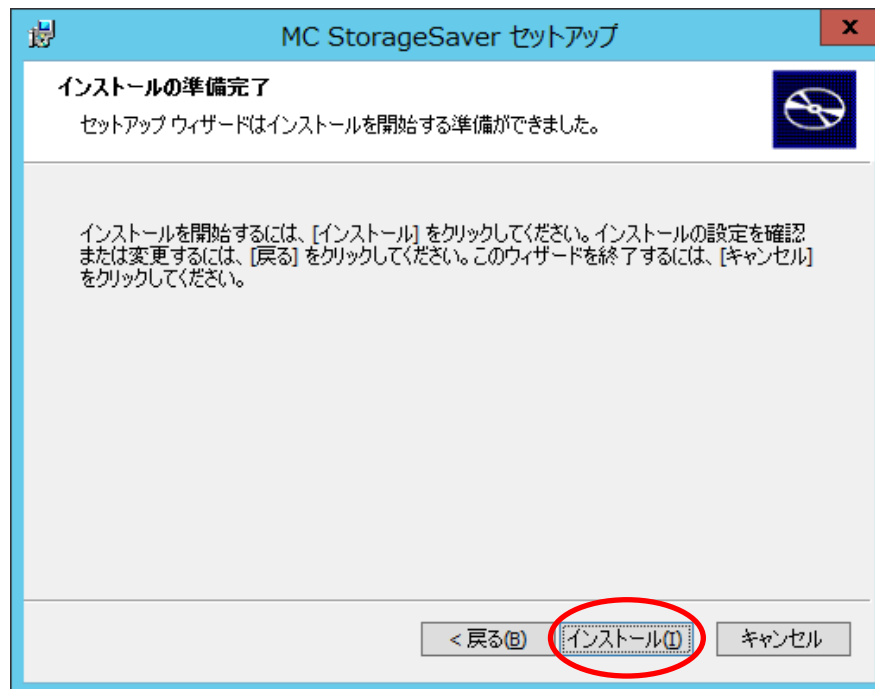 MC StorageSaver セットアップ
x
インストールの準備完了
セットアップ ウィザードはインストールを開始する準備ができました。
インストールを開始するには、[インストール] をクリックしてください。インストールの設定を確認
または変更するには、[戻る] をクリックしてください。このウィザードを終了するには、[キャンセル]
をクリックしてください。
< 戻る(B) インストール(I) キャンセル